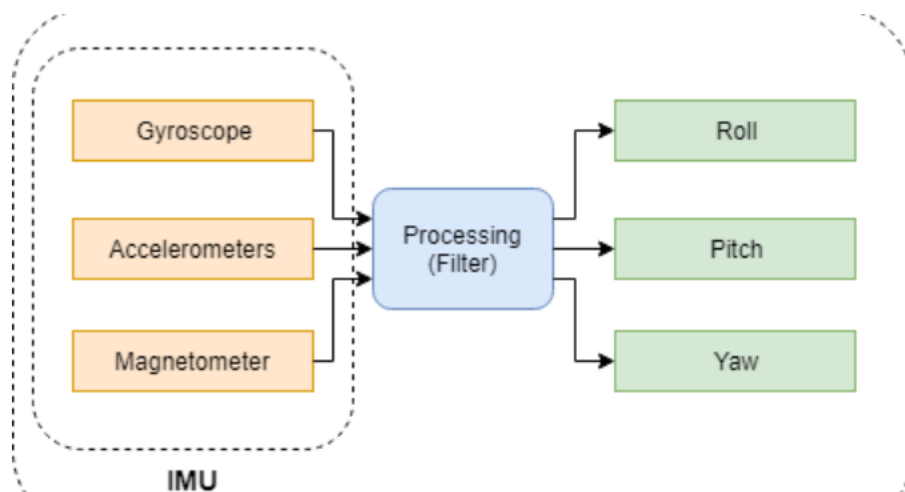 Gyroscope
Roll
Accelerometers
Processing
(Filter)
Pitch
Magnetometer
Yaw
IMU